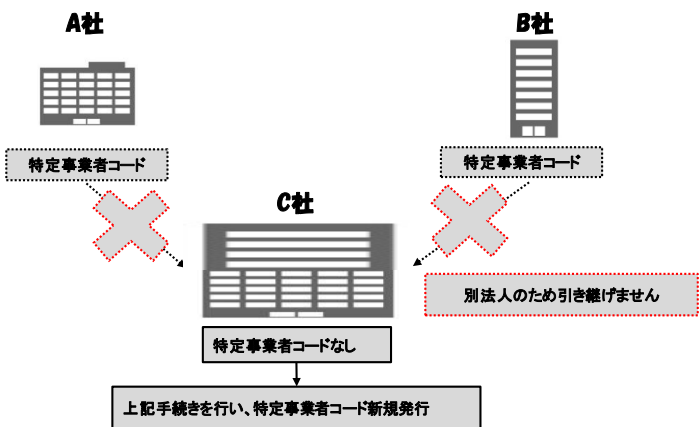 A社
B社
特定事業者コード
特定事業者コード
C社
別法人のため引き継げません
特定事業者コードなし
上記手続きを行い、特定事業者コード新規発行